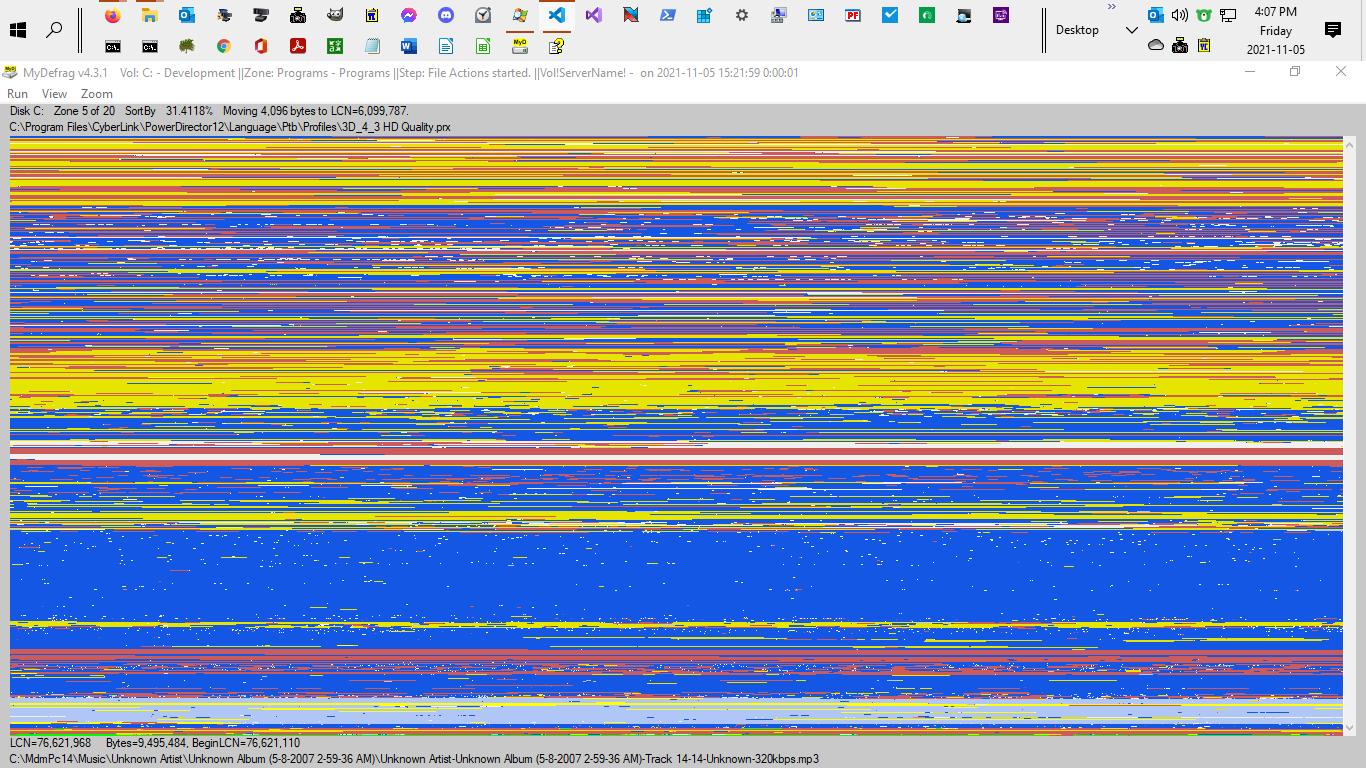 4:07 PM
Desktop
Friday
2021-11-05
MyDefrag v4.3.1 Vol: C: - Development ||Zone: Programs - Programs ||Step: File Actions started. ||Vol!ServerName! - on 2021-11-05 15:21:59 0:00:01
Run View Zoom
Disk C: Zone 5 of 20 SortBy 31.4118% Moving 4,096 bytes to LCN=6,099,787.
C:\Program Files\CyberLink\PowerDirector12\Language\Ptb\Profiles\3D_4_3 HD Quality.prx
LCN=76,621,968 Bytes=9,495,484, BeginLCN=76,621,110
C:\MdmPc14\Music\Unknown Artist\Unknown Album (5-8-2007 2-59-36 AM)\Unknown Artist-Unknown Album (5-8-2007 2-59-36 AM)-Track 14-14-Unknown-320kbps.mp3